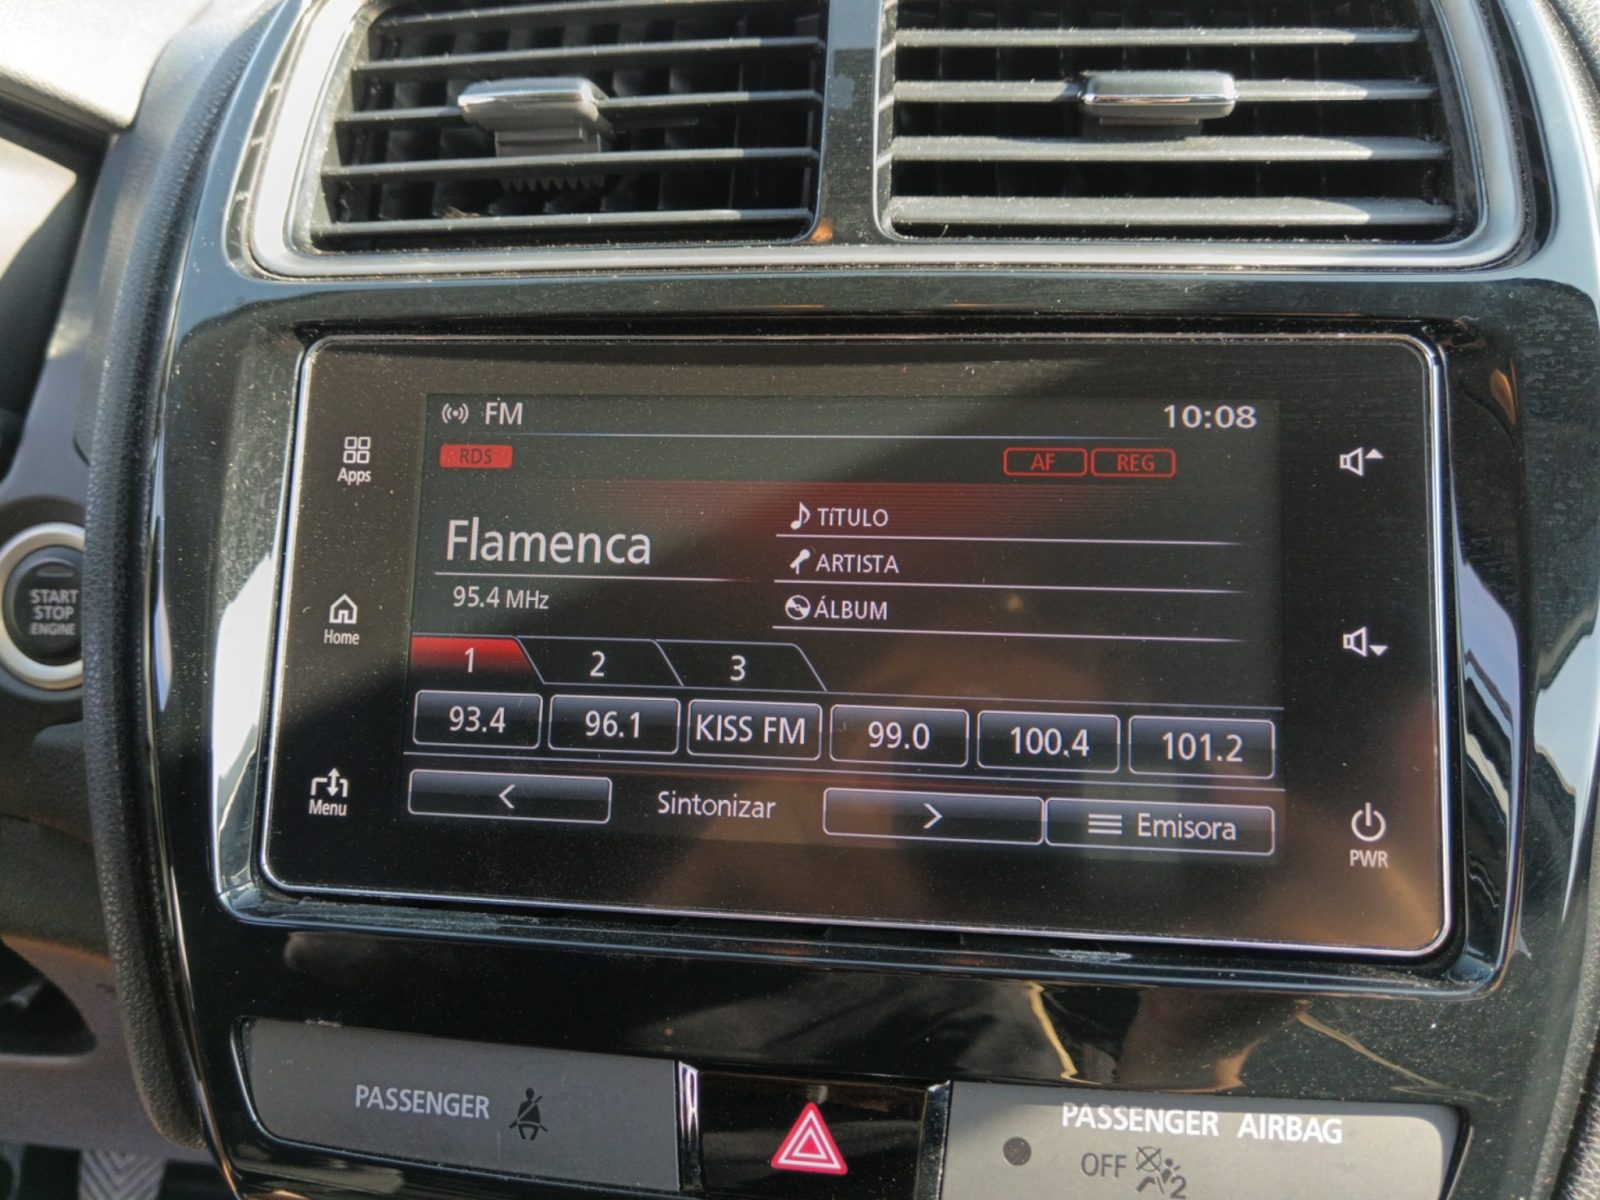 FM
10:08
RDS
AF
REG
Apps
Flamenca
TíTULO
ARTISTA
ÁLBUM
95.4 MHz
START
STOP
ENGINE
Home
1
2
3
93.4
96.1
KISS FM
99.0
100.4
101.2
Menu
<
Sintonizar
>
Emisora
PWR
PASSENGER
PASSENGER AIRBAG
OFF
2